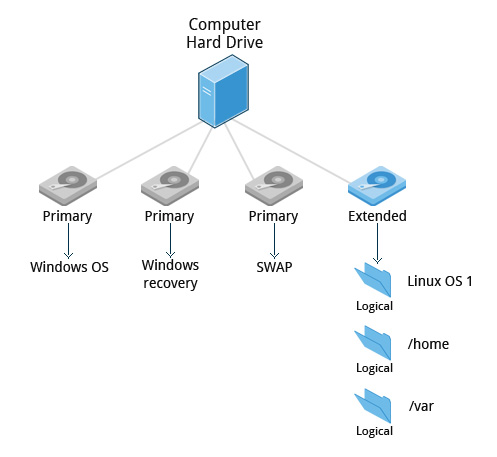 Computer
Hard Drive
Primary
Primary
Primary
Extended
Windows OS
Windows
recovery
SWAP
Linux OS 1
Logical
/home
Logical
/var
Logical